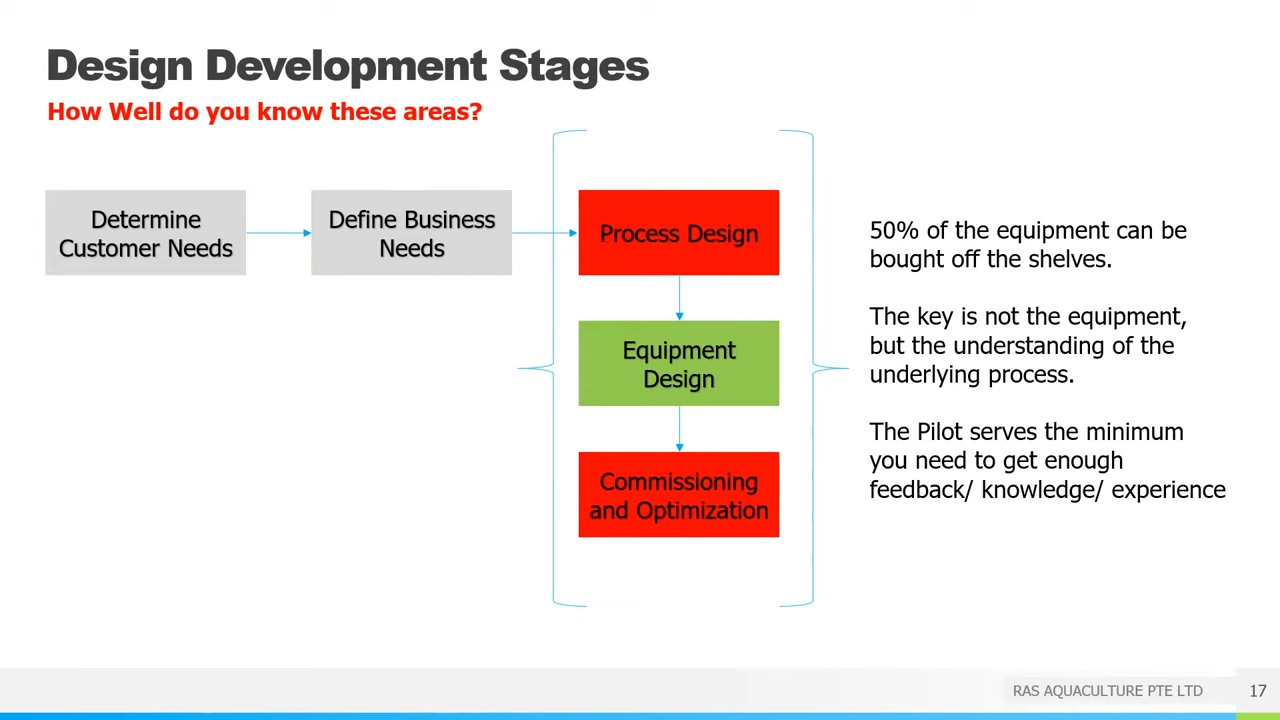 Design Development Stages
How Well do you know these areas?
Determine
Customer Needs
Define Business
Needs
Process Design
Equipment
Design
Commissioning
and Optimization
50% of the equipment can be
bought off the shelves.
The key is not the equipment,
but the understanding of the
underlying process.
The Pilot serves the minimum
you need to get enough
feedback/ knowledge/ experience
RAS AQUACULTURE PTE LTD
17